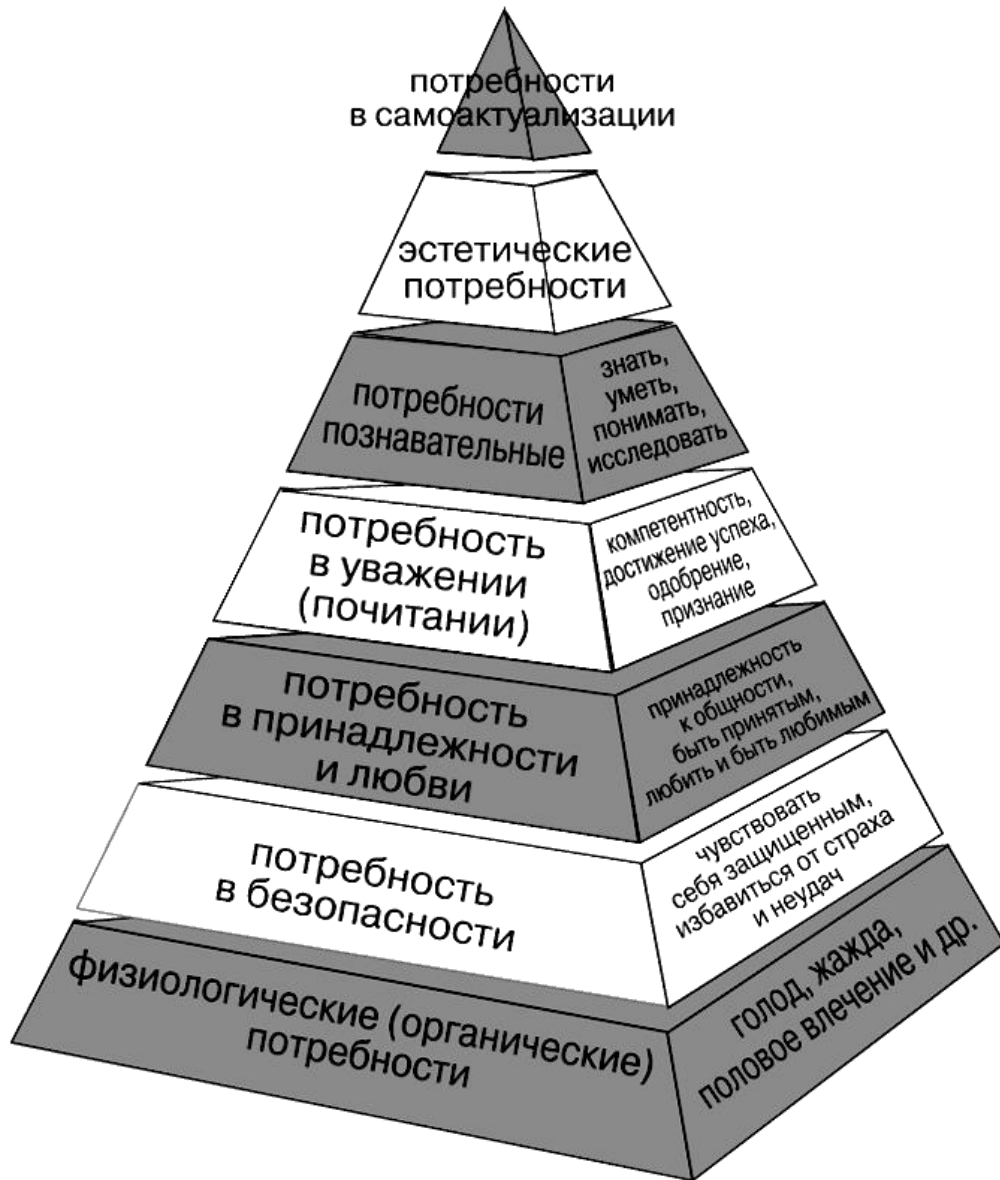 потребности
в самоактуализации
эстетические
потребности
потребности
познавательные
знать,
уметь,
понимать,
исследовать
потребность
в уважении
(почитании)
компетентность,
достижение успеха,
одобрение,
признание
потребность
в принадлежности
и любви
принадлежность
к общности,
быть принятым,
любить и быть любимым
потребность
в безопасности
чувствовать
себя защищенным,
избавиться от страха
и неудач
физиологические (органические)
потребности
голод, жажда,
половое влечение и др.